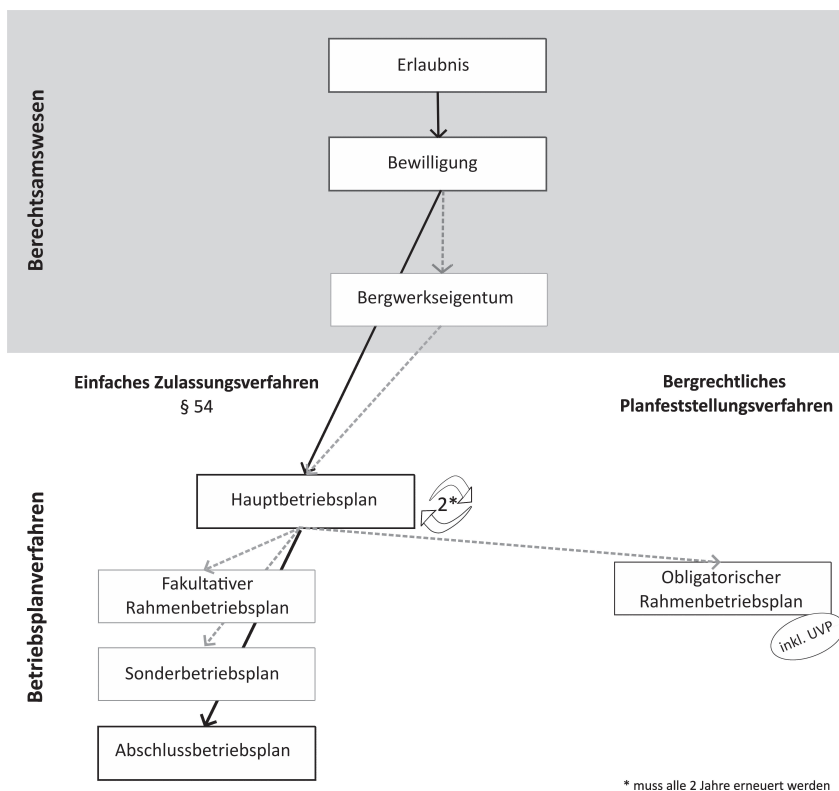 Berechtsamswesen
Erlaubnis
Bewilligung
Bergwerkseigentum
Einfaches Zulassungsverfahren
§ 54
Bergrechtliches
Planfeststellungsverfahren
Betriebsplanverfahren
Hauptbetriebsplan
2*
Fakultativer
Rahmenbetriebsplan
Obligatorischer
Rahmenbetriebsplan
inkl. UVP
Sonderbetriebsplan
Abschlussbetriebsplan
* muss alle 2 Jahre erneuert werden